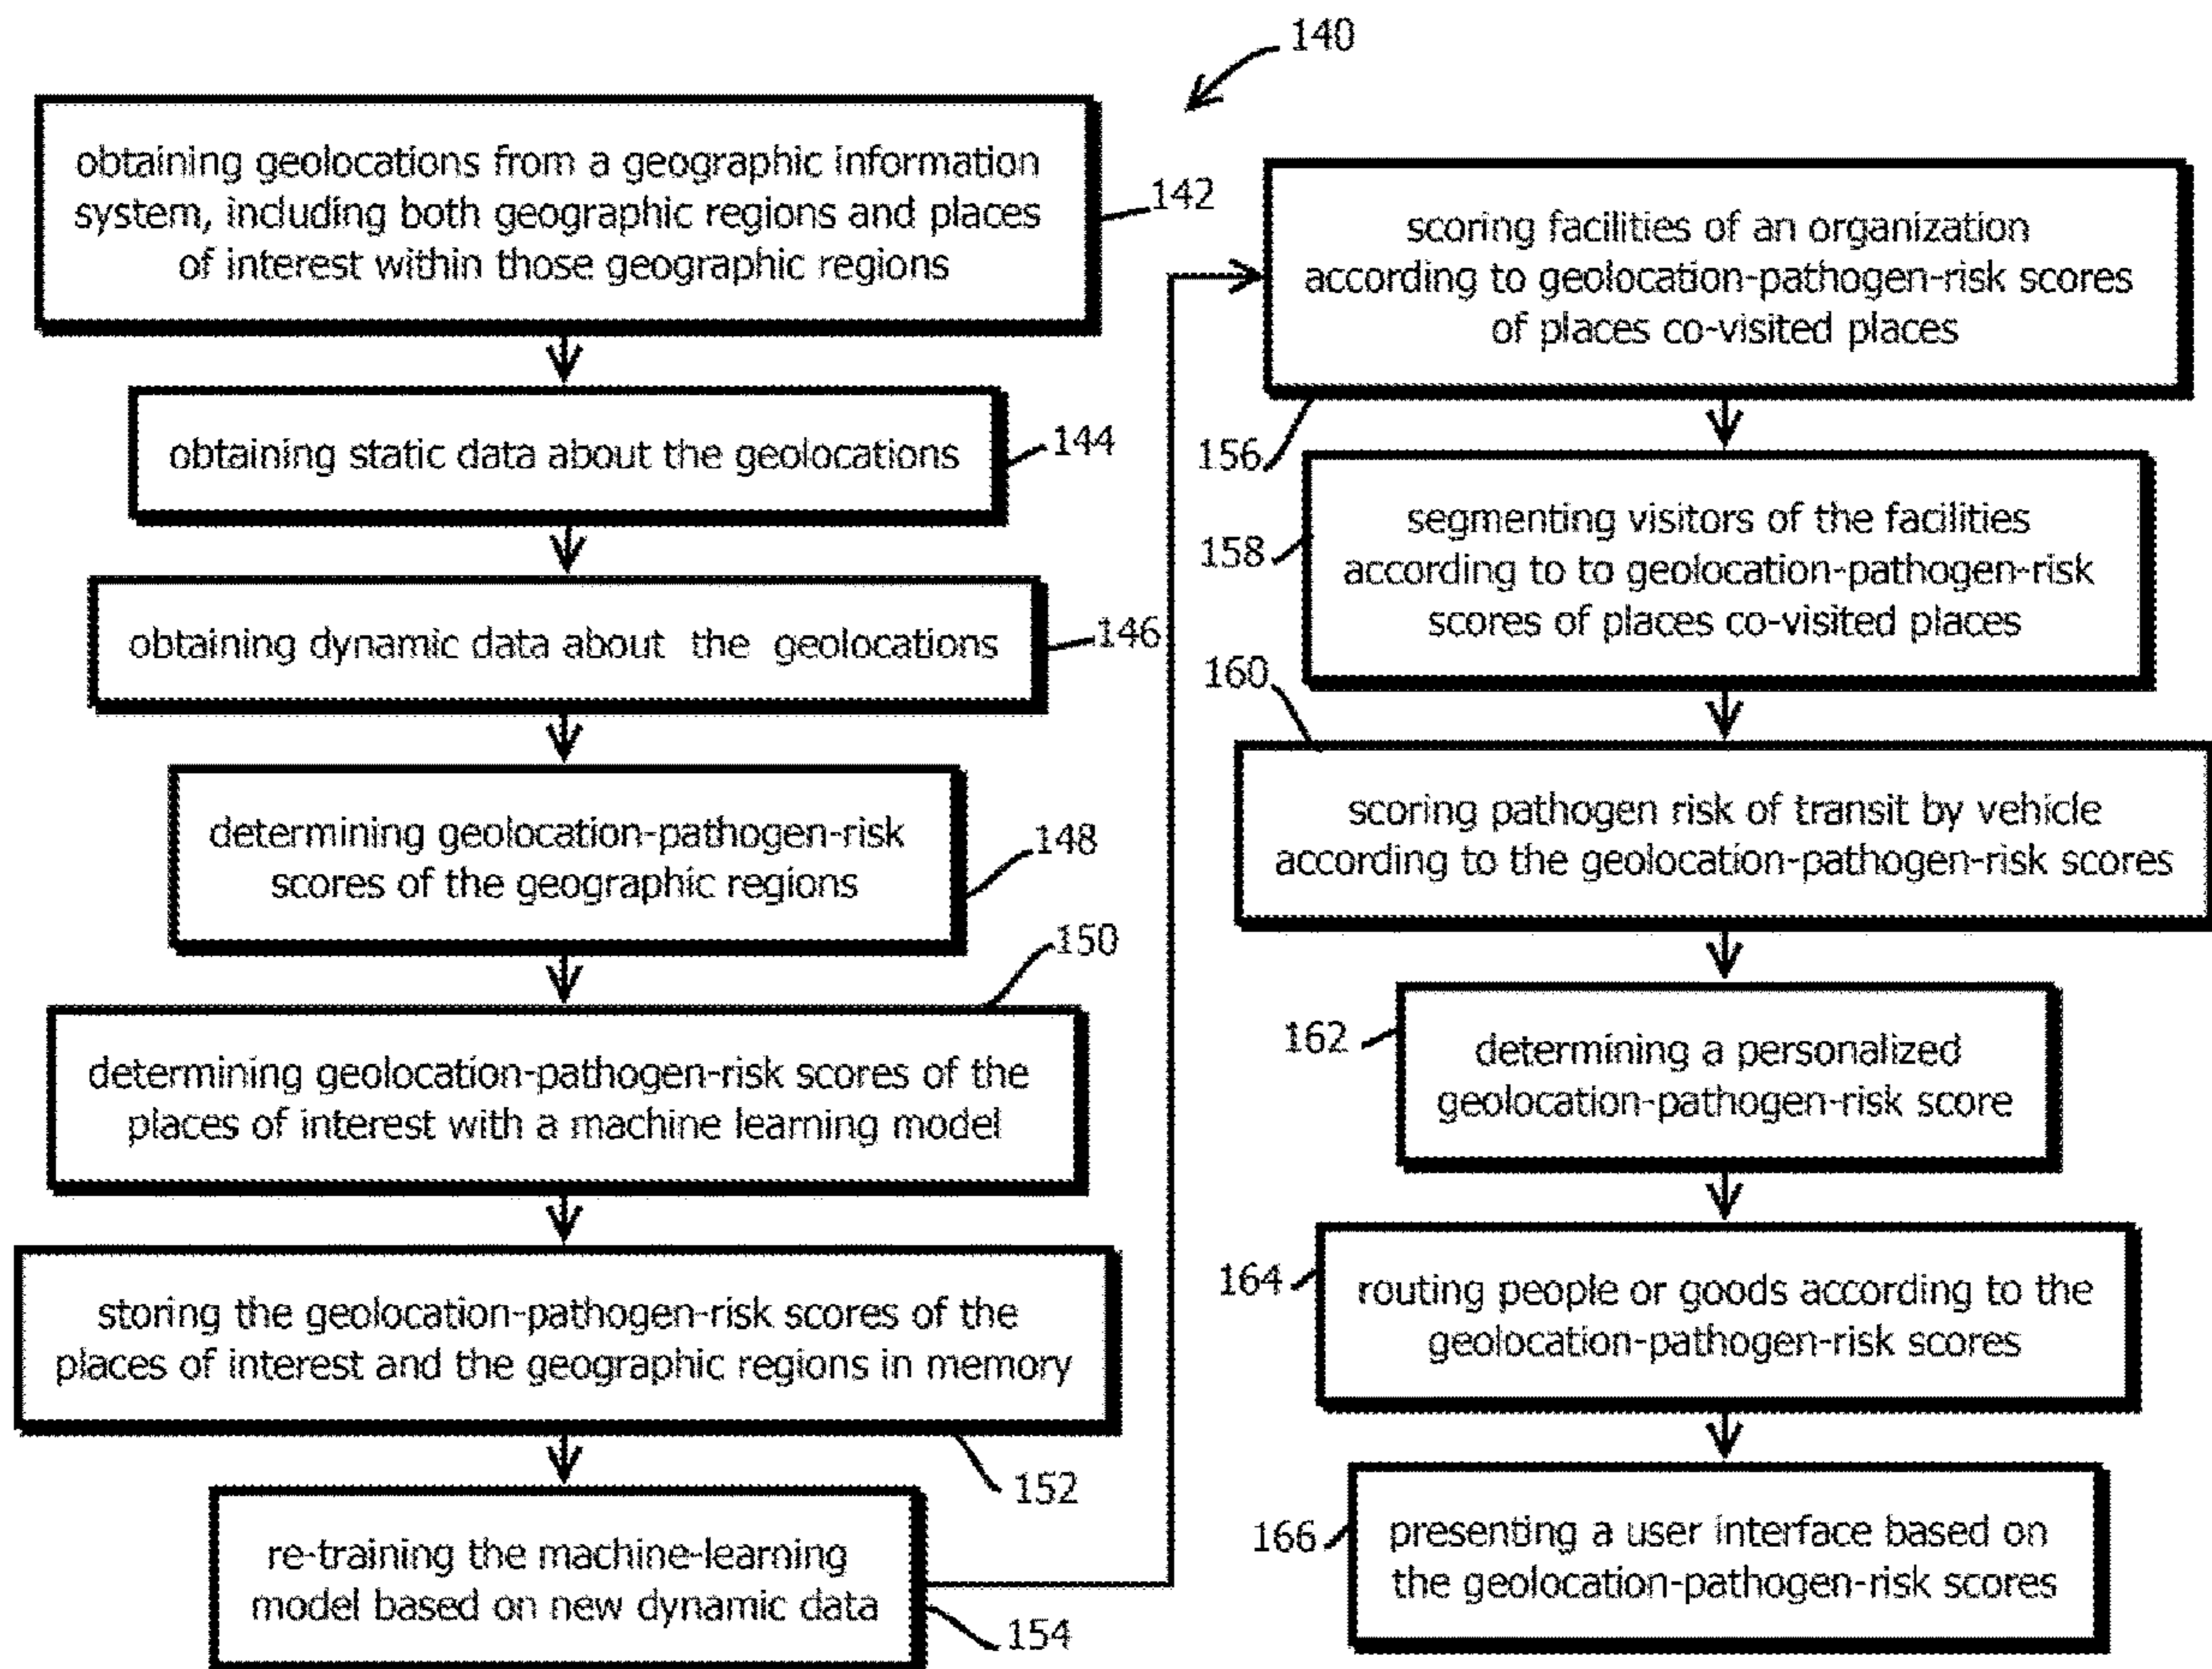 140
obtaining geolocations from a geographic information
system, including both geographic regions and places
of interest within those geographic regions
142
obtaining static data about the geolocations
144
obtaining dynamic data about the geolocations
146
determining geolocation-pathogen-risk
scores of the geographic regions
148
150
determining geolocation-pathogen-risk scores of the
places of interest with a machine learning model
storing the geolocation-pathogen-risk scores of the
places of interest and the geographic regions in memory
152
re-training the machine-learning
model based on new dynamic data
154
scoring facilities of an organization
according to geolocation-pathogen-risk scores
of places co-visited places
156
segmenting visitors of the facilities
according to to geolocation-pathogen-risk
scores of places co-visited places
158
160
scoring pathogen risk of transit by vehicle
according to the geolocation-pathogen-risk scores
162
determining a personalized
geolocation-pathogen-risk score
164
routing people or goods according to the
geolocation-pathogen-risk scores
166
presenting a user interface based on
the geolocation-pathogen-risk scores